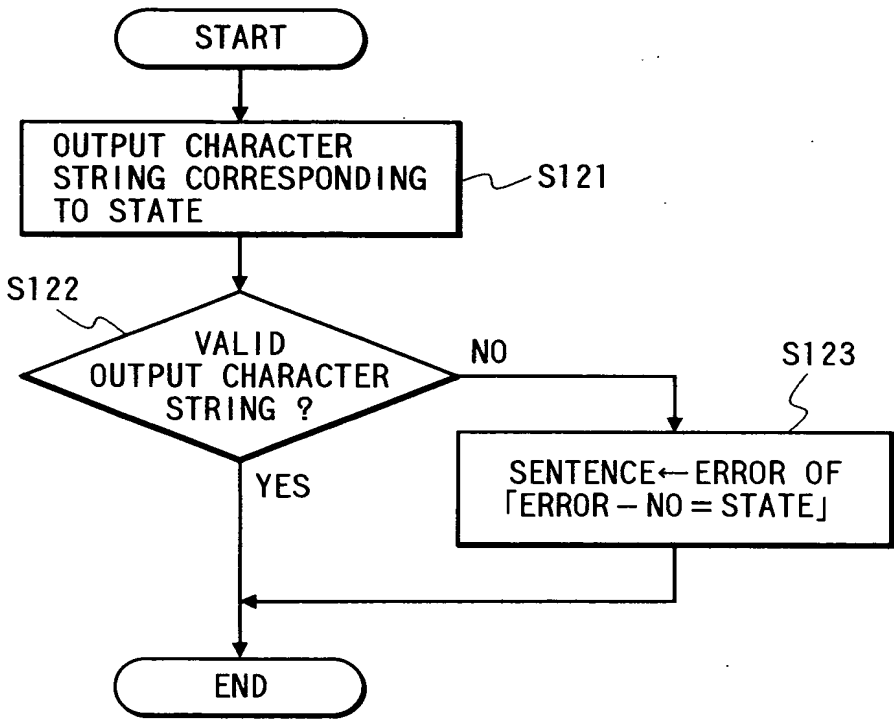 START
OUTPUT CHARACTER
STRING CORRESPONDING
TO STATE
S121
S122
VALID
OUTPUT CHARACTER
STRING ?
NO
YES
S123
SENTENCE←ERROR OF
「ERROR−NO=STATE」
END